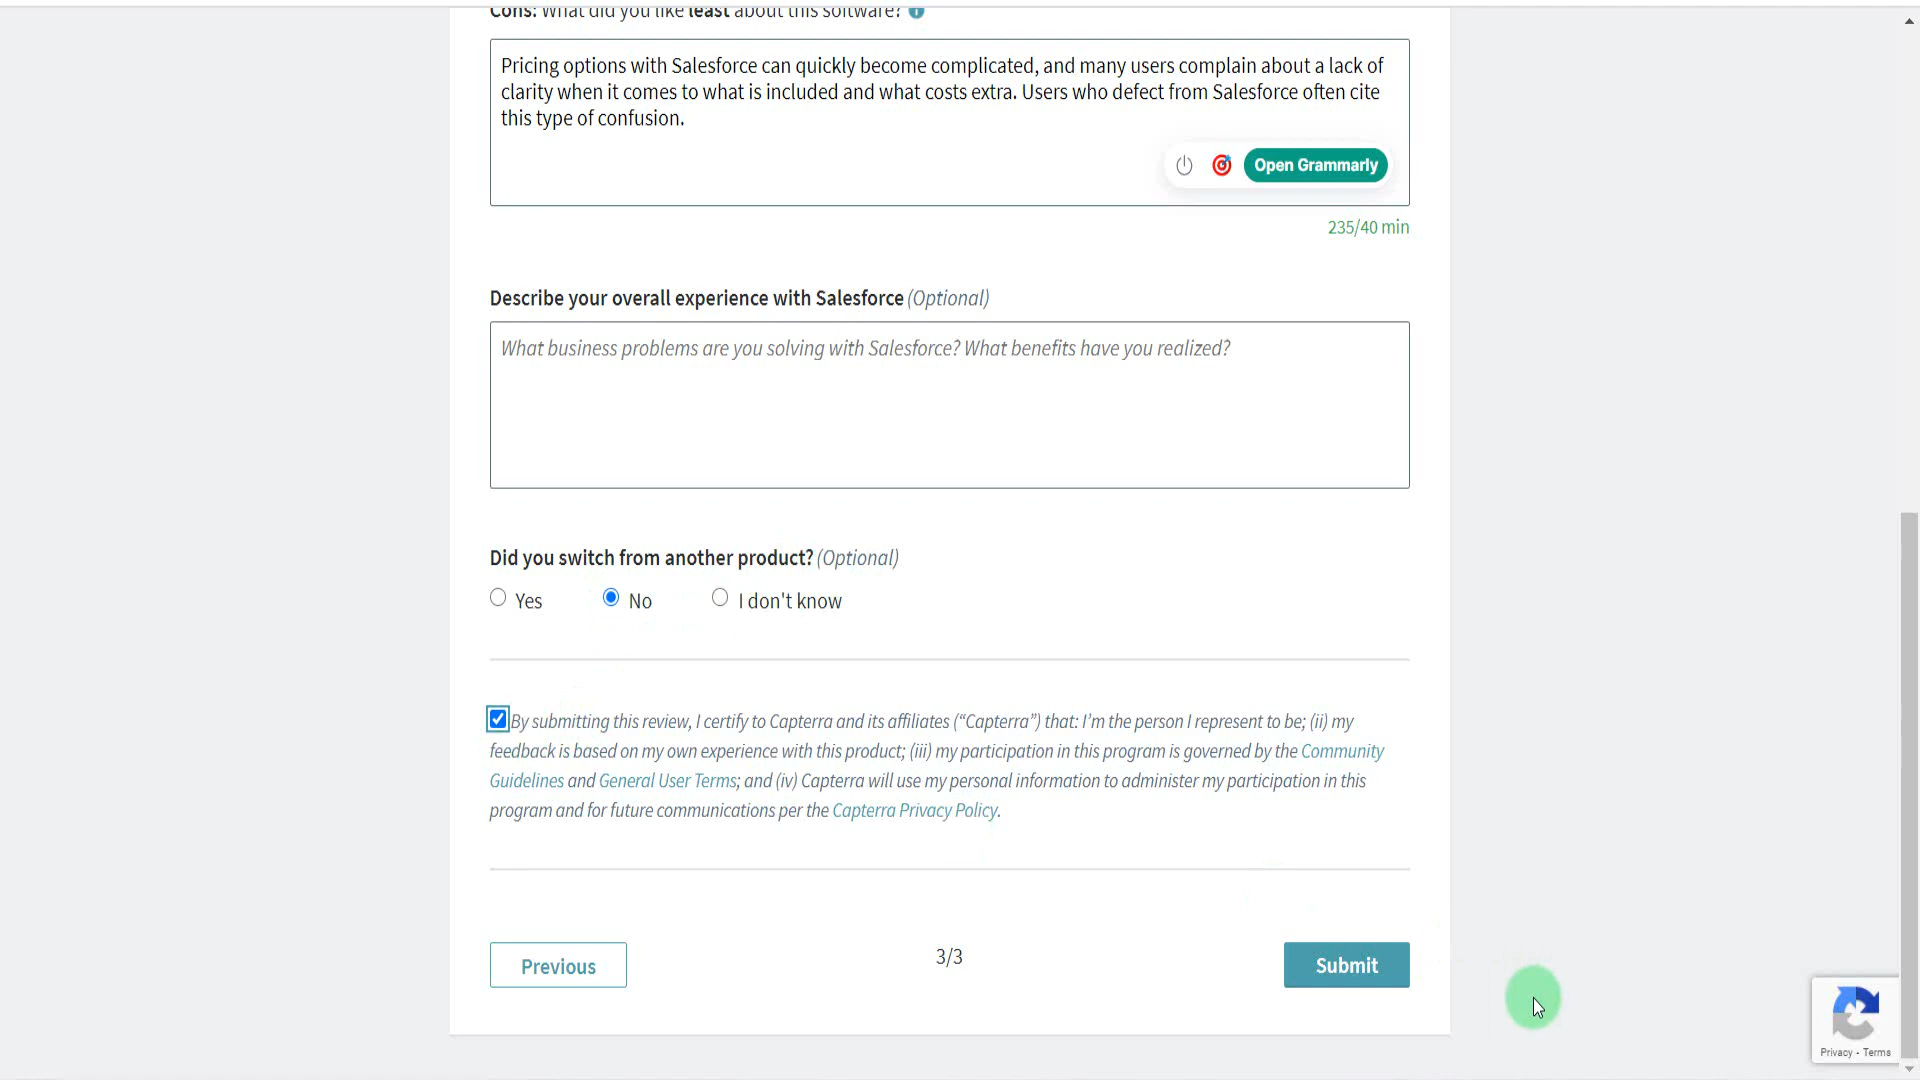 Cons: What did you like least about this software?
Pricing options with Salesforce can quickly become complicated, and many users complain about a lack of
clarity when it comes to what is included and what costs extra. Users who defect from Salesforce often cite
this type of confusion.
Open Grammarly
235/40 min
Describe your overall experience with Salesforce (Optional)
What business problems are you solving with Salesforce? What benefits have you realized?
Did you switch from another product? (Optional)
Yes No I don't know
By submitting this review, I certify to Capterra and its affiliates (“Capterra”) that: I’m the person I represent to be; (ii) my
feedback is based on my own experience with this product; (iii) my participation in this program is governed by the Community
Guidelines and General User Terms; and (iv) Capterra will use my personal information to administer my participation in this
program and for future communications per the Capterra Privacy Policy.
Previous 3/3 Submit
Privacy - Terms